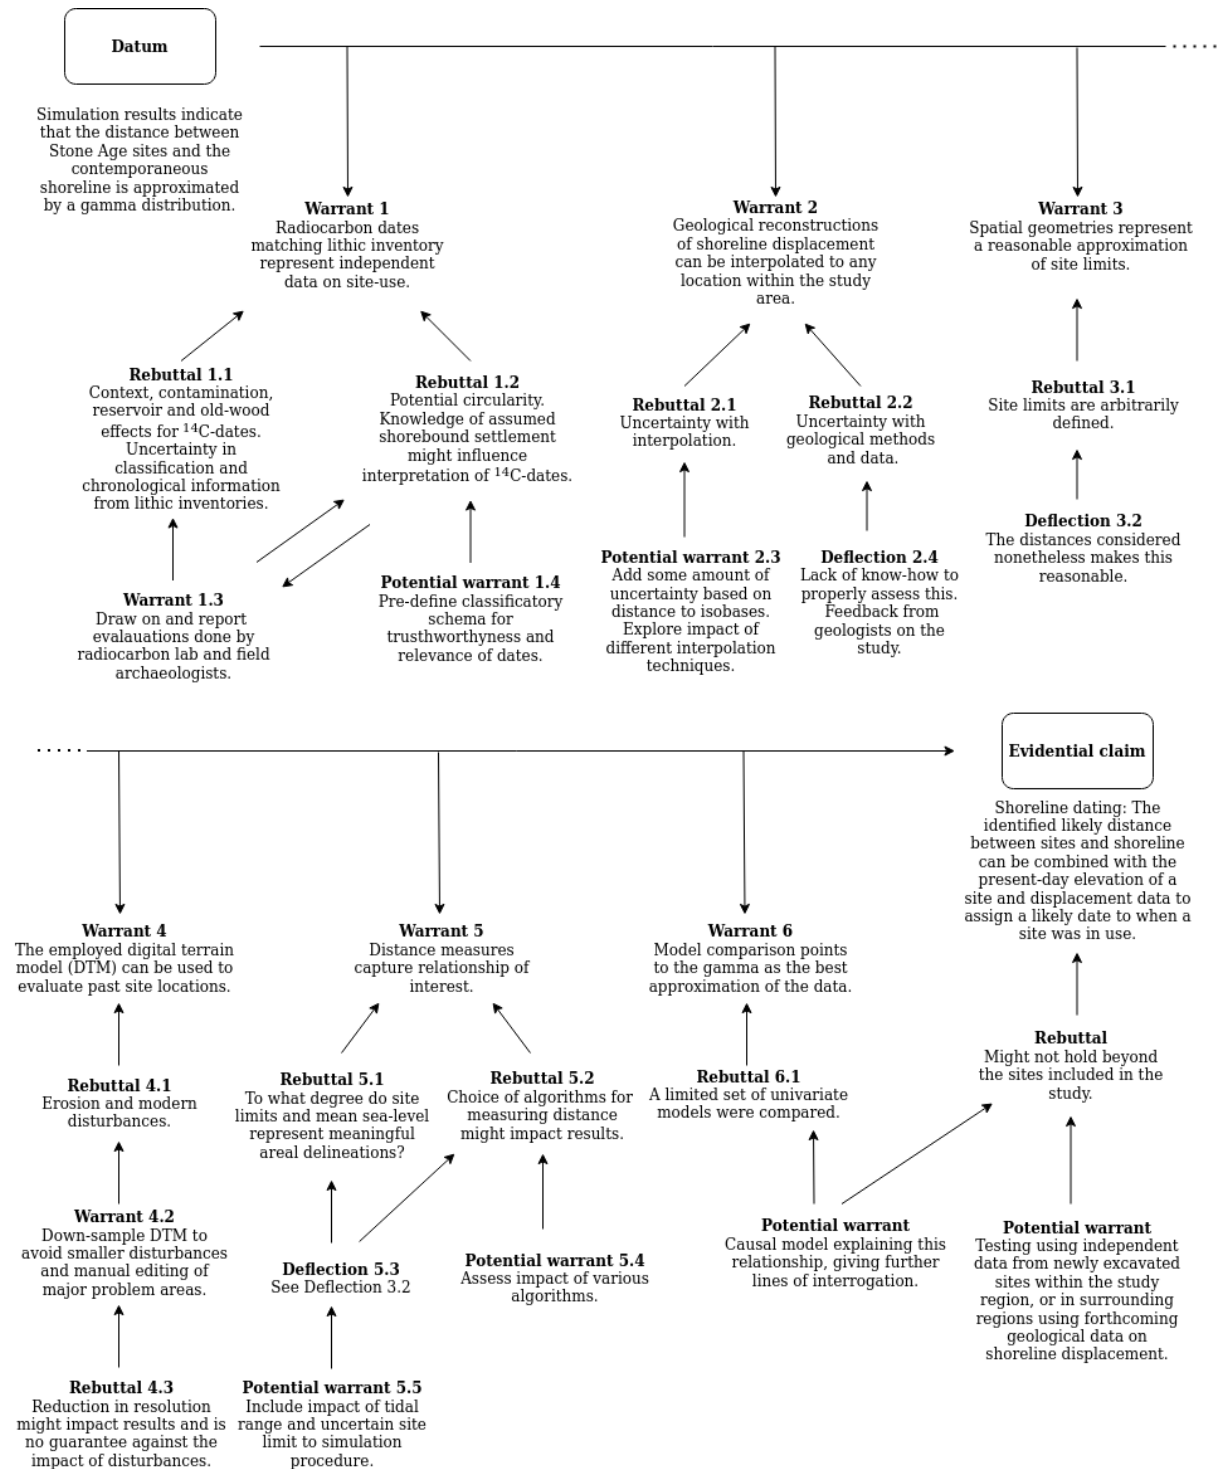 Datum
Simulation results indicate
that the distance between
Stone Age sites and the
contemporaneous
shoreline is approximated
by a gamma distribution.
Warrant 1
Radiocarbon dates
matching lithic inventory
represent independent
data on site-use.
Warrant 2
Geological reconstructions
of shoreline displacement
can be interpolated to any
location within the study
area.
Warrant 3
Spatial geometries represent
a reasonable approximation
of site limits.
Rebuttal 1.1
Context, contamination,
reservoir and old-wood
effects for ¹⁴C-dates.
Uncertainty in
classification and
chronological information
from lithic inventories.
Rebuttal 1.2
Potential circularity.
Knowledge of assumed
shorebound settlement
might influence
interpretation of ¹⁴C-dates.
Rebuttal 2.1
Uncertainty with
interpolation.
Rebuttal 2.2
Uncertainty with
geological methods
and data.
Rebuttal 3.1
Site limits are arbitrarily
defined.
Warrant 1.3
Draw on and report
evalauations done by
radiocarbon lab and field
archaeologists.
Potential warrant 1.4
Pre-define classificatory
schema for
trusthworthyness and
relevance of dates.
Potential warrant 2.3
Add some amount of
uncertainty based on
distance to isobases.
Explore impact of
different interpolation
techniques.
Deflection 2.4
Lack of know-how to
properly assess this.
Feedback from
geologists on the
study.
Deflection 3.2
The distances considered
nonetheless makes this
reasonable.
Evidential claim
Shoreline dating: The
identified likely distance
between sites and shoreline
can be combined with the
present-day elevation of a
site and displacement data to
assign a likely date to when a
site was in use.
Warrant 4
The employed digital terrain
model (DTM) can be used to
evaluate past site locations.
Warrant 5
Distance measures
capture relationship of
interest.
Warrant 6
Model comparison points
to the gamma as the best
approximation of the data.
Rebuttal
Might not hold beyond
the sites included in the
study.
Rebuttal 4.1
Erosion and modern
disturbances.
Rebuttal 5.1
To what degree do site
limits and mean sea-level
represent meaningful
areal delineations?
Rebuttal 5.2
Choice of algorithms for
measuring distance
might impact results.
Rebuttal 6.1
A limited set of univariate
models were compared.
Warrant 4.2
Down-sample DTM to
avoid smaller disturbances
and manual editing of
major problem areas.
Deflection 5.3
See Deflection 3.2
Potential warrant 5.4
Assess impact of various
algorithms.
Potential warrant
Causal model explaining this
relationship, giving further
lines of interrogation.
Potential warrant
Testing using independent
data from newly excavated
sites within the study
region, or in surrounding
regions using forthcoming
geological data on
shoreline displacement.
Rebuttal 4.3
Reduction in resolution
might impact results and is
no guarantee against the
impact of disturbances.
Potential warrant 5.5
Include impact of tidal
range and uncertain site
limit to simulation
procedure.